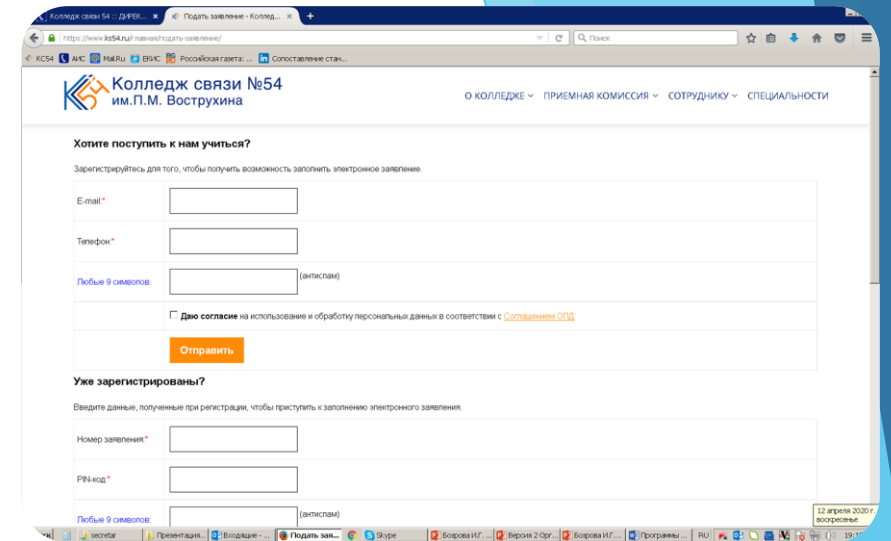 Колледж связи 54 :: ДИРЕК... ×
Подать заявление - Коллед... × +
https://www.ks54.ru/главная/подать-заявление/
Поиск
КС54 АИС Mail.Ru ЕКИС Российская газета: ... Сопоставление стан...
Колледж связи №54
им.П.М. Вострухина
О КОЛЛЕДЖЕ ПРИЕМНАЯ КОМИССИЯ СОТРУДНИКУ СПЕЦИАЛЬНОСТИ
Хотите поступить к нам учиться?
Зарегистрируйтесь для того, чтобы получить возможность заполнить электронное заявление.
E-mail:*
Телефон:*
Любые 9 символов: (антиспам)
Даю согласие на использование и обработку персональных данных в соответствии с Соглашением ОПД
Отправить
Уже зарегистрированы?
Введите данные, полученные при регистрации, чтобы приступить к заполнению электронного заявления.
Номер заявления:*
PIN-код:*
Любые 9 символов: (антиспам)
12 апреля 2020 г.
воскресенье
secretar Презентация... Входящие - ... Подать зая... Skype Бозрова И.Г. ... Версия 2 Орг... Бозрова И.Г.... Программы ... RU